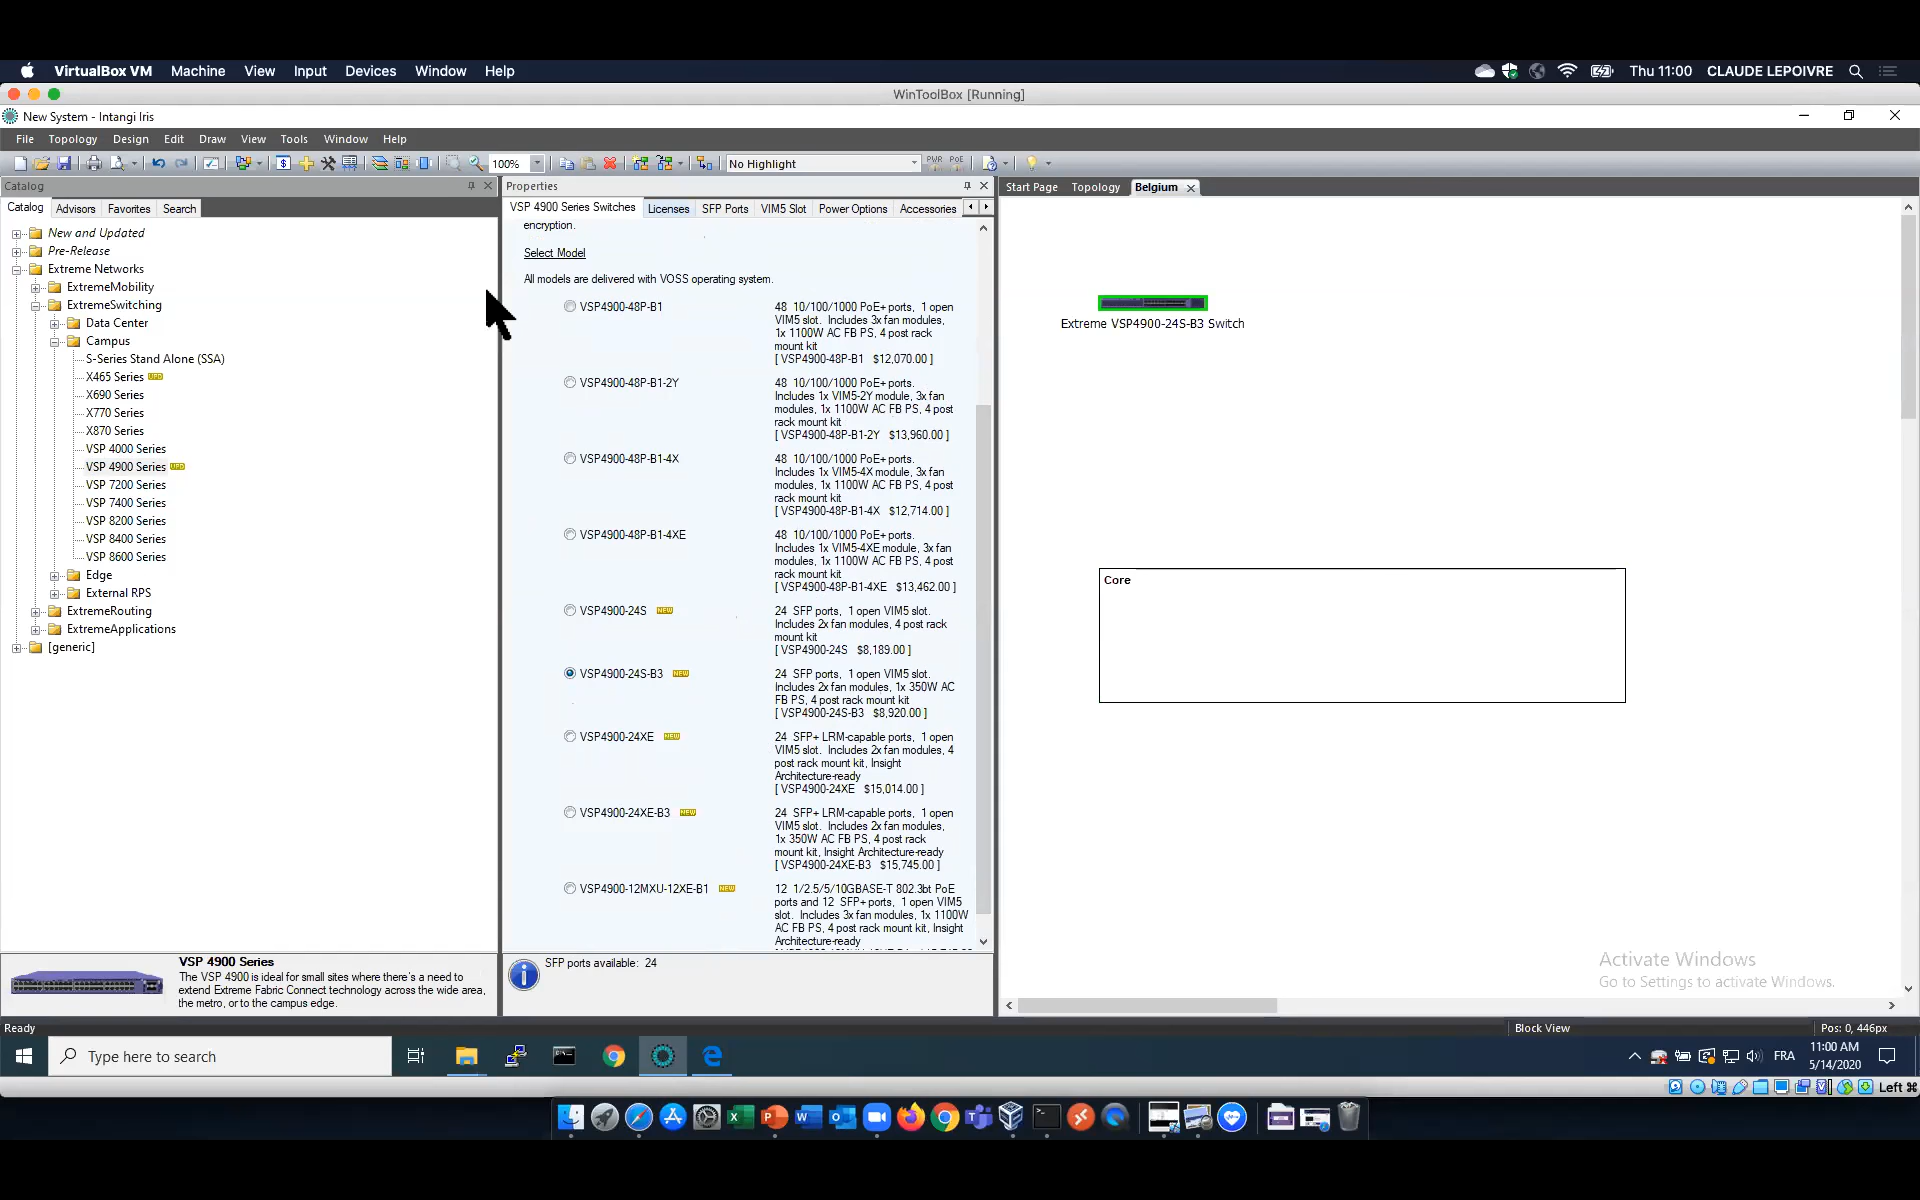 VirtualBox VM Machine View Input Devices Window Help
Thu 11:00 CLAUDE LEPOIVRE
WinToolBox [Running]
New System - Intangi Iris
File Topology Design Edit Draw View Tools Window Help
100%
No Highlight
PWR PoE
Catalog
Catalog Advisors Favorites Search
New and Updated
Pre-Release
Extreme Networks
ExtremeMobility
ExtremeSwitching
Data Center
Campus
S-Series Stand Alone (SSA)
X465 Series UPD
X690 Series
X770 Series
X870 Series
VSP 4000 Series
VSP 4900 Series UPD
VSP 7200 Series
VSP 7400 Series
VSP 8200 Series
VSP 8400 Series
VSP 8600 Series
Edge
External RPS
ExtremeRouting
ExtremeApplications
[generic]
VSP 4900 Series
The VSP 4900 is ideal for small sites where there's a need to
extend Extreme Fabric Connect technology across the wide area,
the metro, or to the campus edge.
Properties
VSP 4900 Series Switches Licenses SFP Ports VIM5 Slot Power Options Accessories
encryption.
Select Model
All models are delivered with VOSS operating system.
VSP4900-48P-B1
48 10/100/1000 PoE+ ports, 1 open
VIM5 slot. Includes 3x fan modules,
1x 1100W AC FB PS, 4 post rack
mount kit
[ VSP4900-48P-B1 $12,070.00 ]
VSP4900-48P-B1-2Y
48 10/100/1000 PoE+ ports.
Includes 1x VIM5-2Y module, 3x fan
modules, 1x 1100W AC FB PS, 4 post
rack mount kit
[ VSP4900-48P-B1-2Y $13,960.00 ]
VSP4900-48P-B1-4X
48 10/100/1000 PoE+ ports.
Includes 1x VIM5-4X module, 3x fan
modules, 1x 1100W AC FB PS, 4 post
rack mount kit
[ VSP4900-48P-B1-4X $12,714.00 ]
VSP4900-48P-B1-4XE
48 10/100/1000 PoE+ ports.
Includes 1x VIM5-4XE module, 3x fan
modules, 1x 1100W AC FB PS, 4 post
rack mount kit
[ VSP4900-48P-B1-4XE $13,462.00 ]
VSP4900-24S NEW
24 SFP ports, 1 open VIM5 slot.
Includes 2x fan modules, 4 post rack
mount kit
[ VSP4900-24S $8,189.00 ]
VSP4900-24S-B3 NEW
24 SFP ports, 1 open VIM5 slot.
Includes 2x fan modules, 1x 350W AC
FB PS, 4 post rack mount kit
[ VSP4900-24S-B3 $8,920.00 ]
VSP4900-24XE NEW
24 SFP+ LRM-capable ports, 1 open
VIM5 slot. Includes 2x fan modules, 4
post rack mount kit, Insight
Architecture-ready
[ VSP4900-24XE $15,014.00 ]
VSP4900-24XE-B3 NEW
24 SFP+ LRM-capable ports, 1 open
VIM5 slot. Includes 2x fan modules,
1x 350W AC FB PS, 4 post rack
mount kit, Insight Architecture-ready
[ VSP4900-24XE-B3 $15,745.00 ]
VSP4900-12MXU-12XE-B1 NEW
12 1/2.5/5/10GBASE-T 802.3bt PoE
ports and 12 SFP+ ports, 1 open VIM5
slot. Includes 3x fan modules, 1x 1100W
AC FB PS, 4 post rack mount kit, Insight
Architecture-ready
SFP ports available: 24
Start Page Topology Belgium
Extreme VSP4900-24S-B3 Switch
Core
Activate Windows
Go to Settings to activate Windows.
Ready
Block View
Pos: 0, 446px
Type here to search
FRA
11:00 AM
5/14/2020
Left ⌘